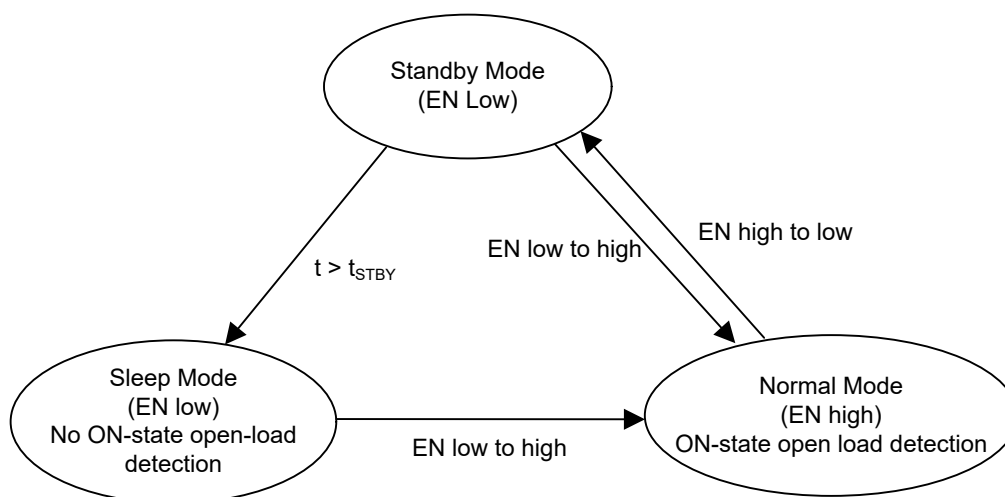 Standby Mode
(EN Low)
EN high to low
EN low to high
t > tSTBY
Sleep Mode
(EN low)
No ON-state open-load
detection
Normal Mode
(EN high)
ON-state open load detection
EN low to high